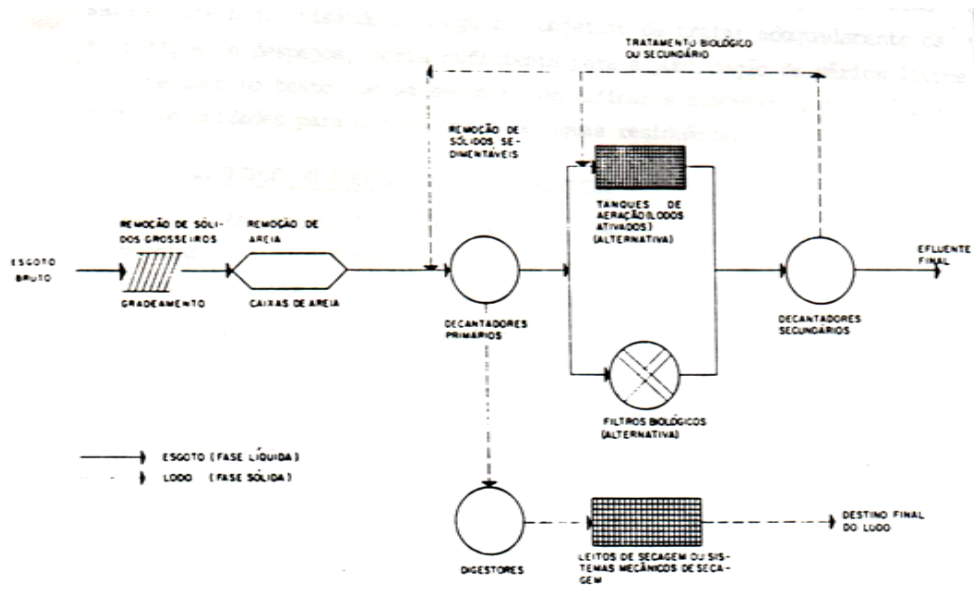 TRATAMENTO BIOLÓGICO
OU SECUNDÁRIO
REMOÇÃO DE
SÓLIDOS SE-
DIMENTÁVEIS
TANQUES DE
AERAÇÃO (LODOS
ATIVADOS)
(ALTERNATIVA)
REMOÇÃO DE SÓLI-
DOS GROSSEIROS
REMOÇÃO DE
AREIA
ESGOTO
BRUTO
GRADEAMENTO
CAIXAS DE AREIA
DECANTADORES
PRIMÁRIOS
EFLUENTE
FINAL
DECANTADORES
SECUNDÁRIOS
FILTROS BIOLÓGICOS
(ALTERNATIVA)
ESGOTO (FASE LÍQUIDA)
LODO (FASE SÓLIDA)
DIGESTORES
LEITOS DE SECAGEM OU SIS-
TEMAS MECÂNICOS DE SECA-
GEM
DESTINO FINAL
DO LODO